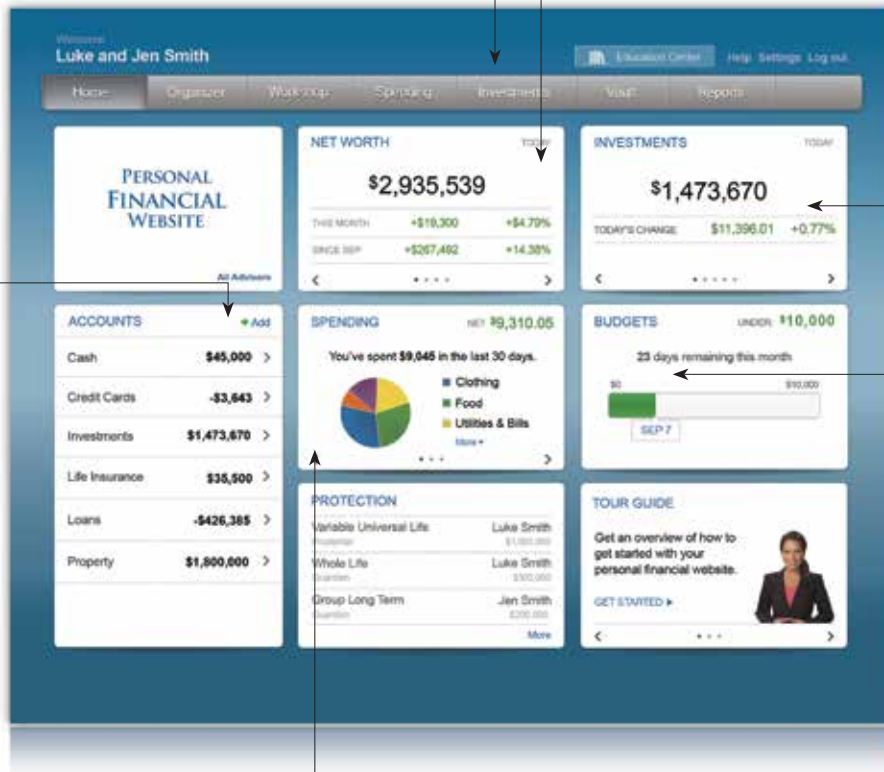 Welcome
Luke and Jen Smith
Education Center Help Settings Log out
Home Organizer Workshop Spending Investments Vault Reports
PERSONAL
FINANCIAL
WEBSITE
All Advisors
NET WORTH TODAY
$2,935,539
THIS MONTH +$19,300 +$4.79%
SINCE SEP +$267,492 +14.38%
INVESTMENTS TODAY
$1,473,670
TODAY'S CHANGE $11,396.01 +0.77%
ACCOUNTS Add
Cash $45,000
Credit Cards -$3,643
Investments $1,473,670
Life Insurance $35,500
Loans -$426,385
Property $1,800,000
SPENDING NET $9,310.05
You've spent $9,045 in the last 30 days.
Clothing
Food
Utilities & Bills
More
BUDGETS UNDER $10,000
23 days remaining this month
$0 $10,000
SEP 7
PROTECTION
Variable Universal Life Luke Smith
Whole Life Luke Smith
Guardian $500,000
Group Long Term Jen Smith
Guardian $200,000
More
TOUR GUIDE
Get an overview of how to
get started with your
personal financial website.
GET STARTED